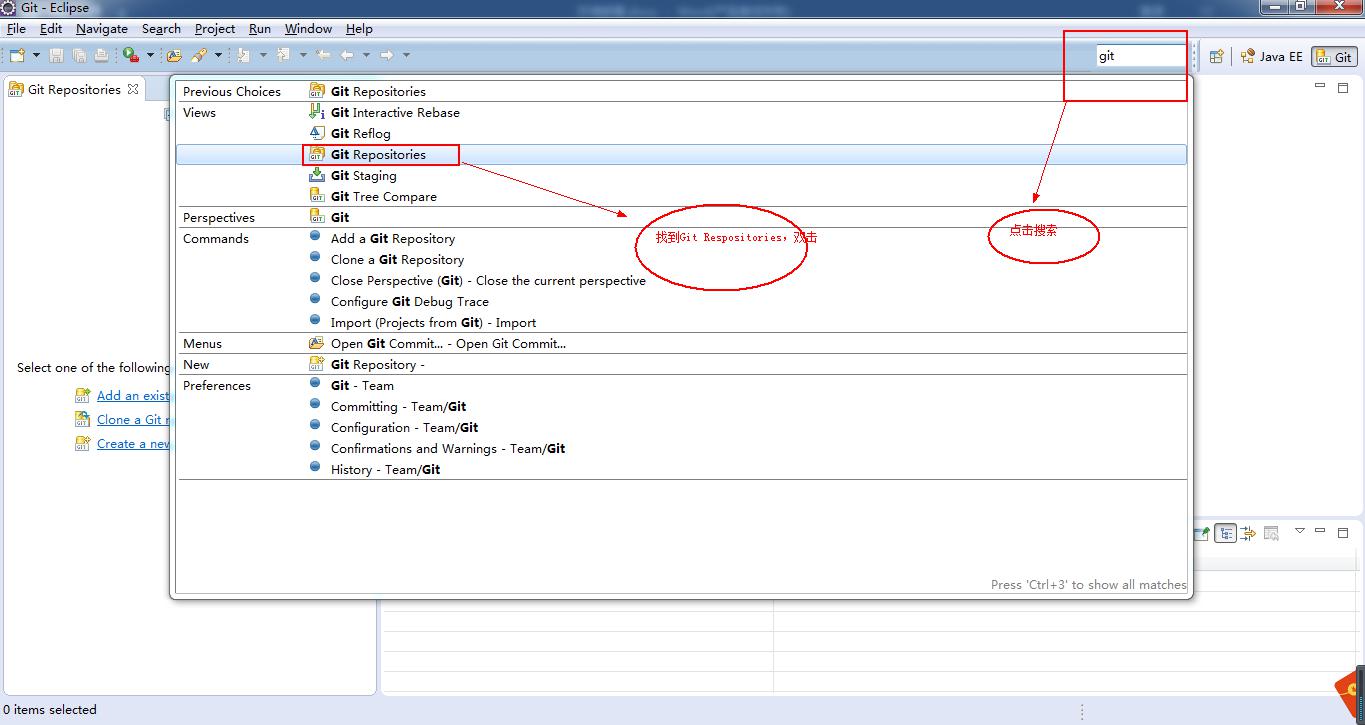 Git - Eclipse
File Edit Navigate Search Project Run Window Help
git
Java EE
Git
Git Repositories
Previous Choices Git Repositories
Views Git Interactive Rebase
Git Reflog
Git Repositories
Git Staging
Git Tree Compare
Perspectives Git
Commands Add a Git Repository
Clone a Git Repository
Close Perspective (Git) - Close the current perspective
Configure Git Debug Trace
Import (Projects from Git) - Import
Menus Open Git Commit... - Open Git Commit...
New Git Repository -
Preferences Git - Team
Committing - Team/Git
Configuration - Team/Git
Confirmations and Warnings - Team/Git
History - Team/Git
Press 'Ctrl+3' to show all matches
找到Git Respositories，双击
点击搜索
Select one of the following
Add an exist
Clone a Git r
Create a new
0 items selected